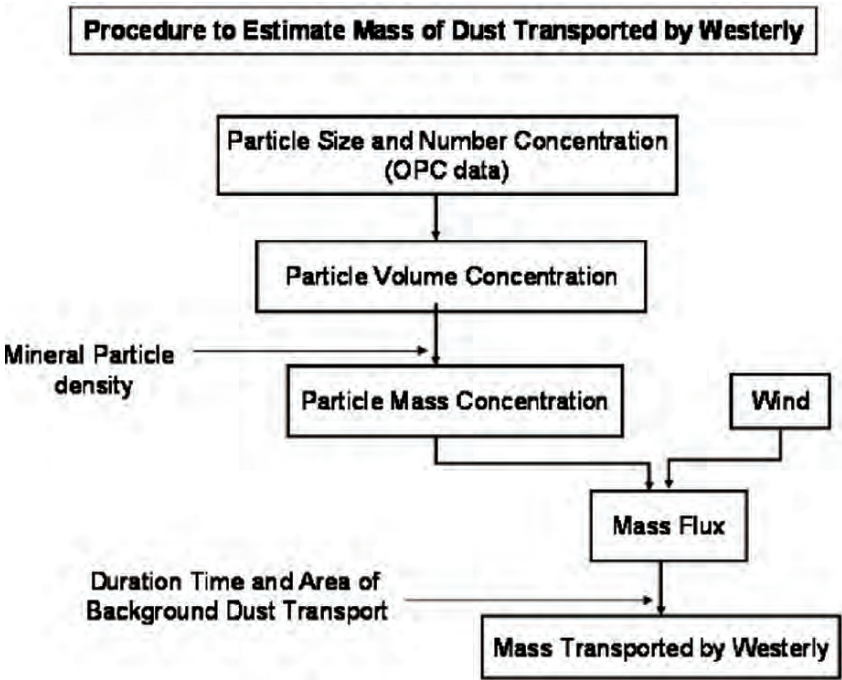 Procedure to Estimate Mass of Dust Transported by Westerly
Particle Size and Number Concentration
(OPC data)
Particle Volume Concentration
Mineral Particle
density
Particle Mass Concentration
Wind
Mass Flux
Duration Time and Area of
Background Dust Transport
Mass Transported by Westerly